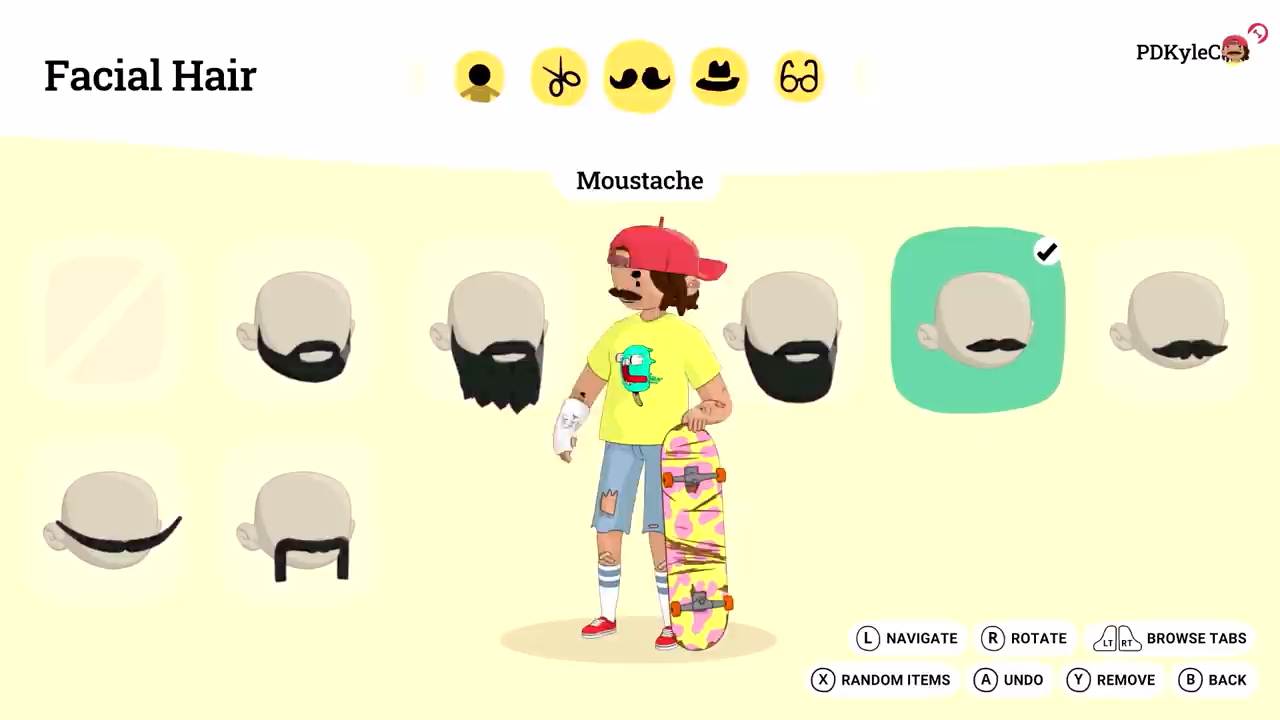 Facial Hair
PDKyleC
Moustache
L NAVIGATE
R ROTATE
LT RT BROWSE TABS
X RANDOM ITEMS
A UNDO
Y REMOVE
B BACK